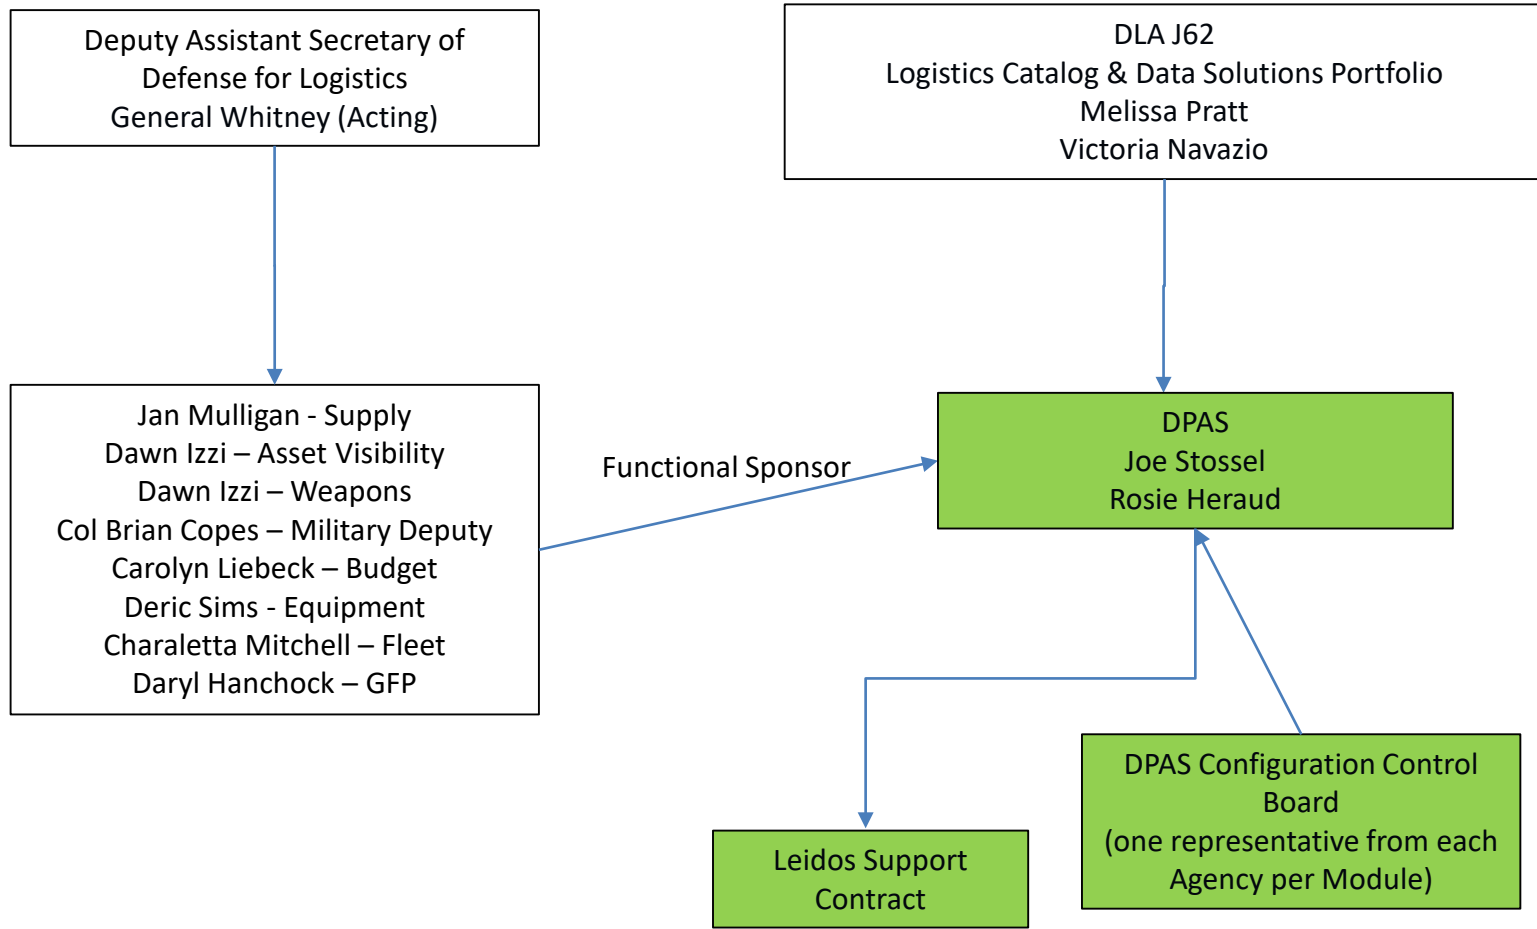 Deputy Assistant Secretary of
Defense for Logistics
General Whitney (Acting)
DLA J62
Logistics Catalog & Data Solutions Portfolio
Melissa Pratt
Victoria Navazio
Jan Mulligan - Supply
Dawn Izzi – Asset Visibility
Dawn Izzi – Weapons
Col Brian Copes – Military Deputy
Carolyn Liebeck – Budget
Deric Sims - Equipment
Charaletta Mitchell – Fleet
Daryl Hanchock – GFP
Functional Sponsor
DPAS
Joe Stossel
Rosie Heraud
Leidos Support
Contract
DPAS Configuration Control
Board
(one representative from each
Agency per Module)